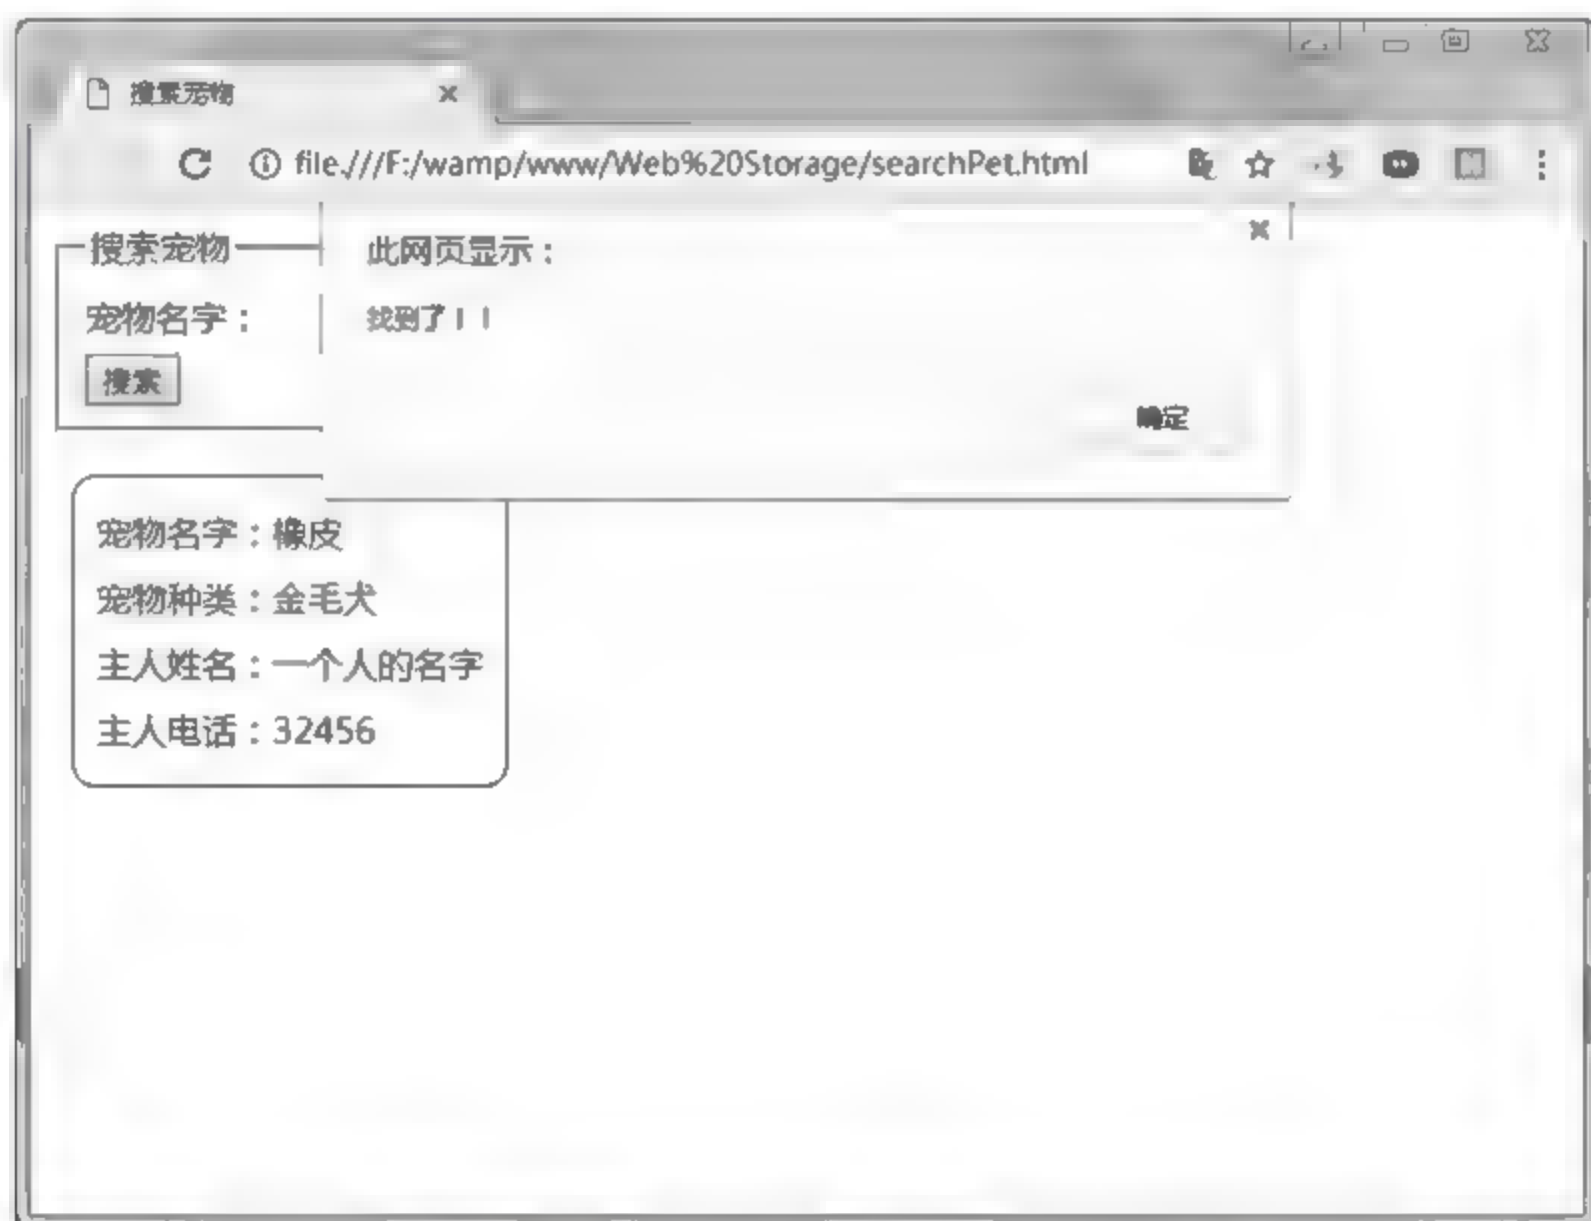 搜索宠物
file:///F:/wamp/www/Web%20Storage/searchPet.html
搜索宠物
此网页显示：
宠物名字：
找到了！！
搜索
确定
宠物名字：橡皮
宠物种类：金毛犬
主人姓名：一个人的名字
主人电话：32456